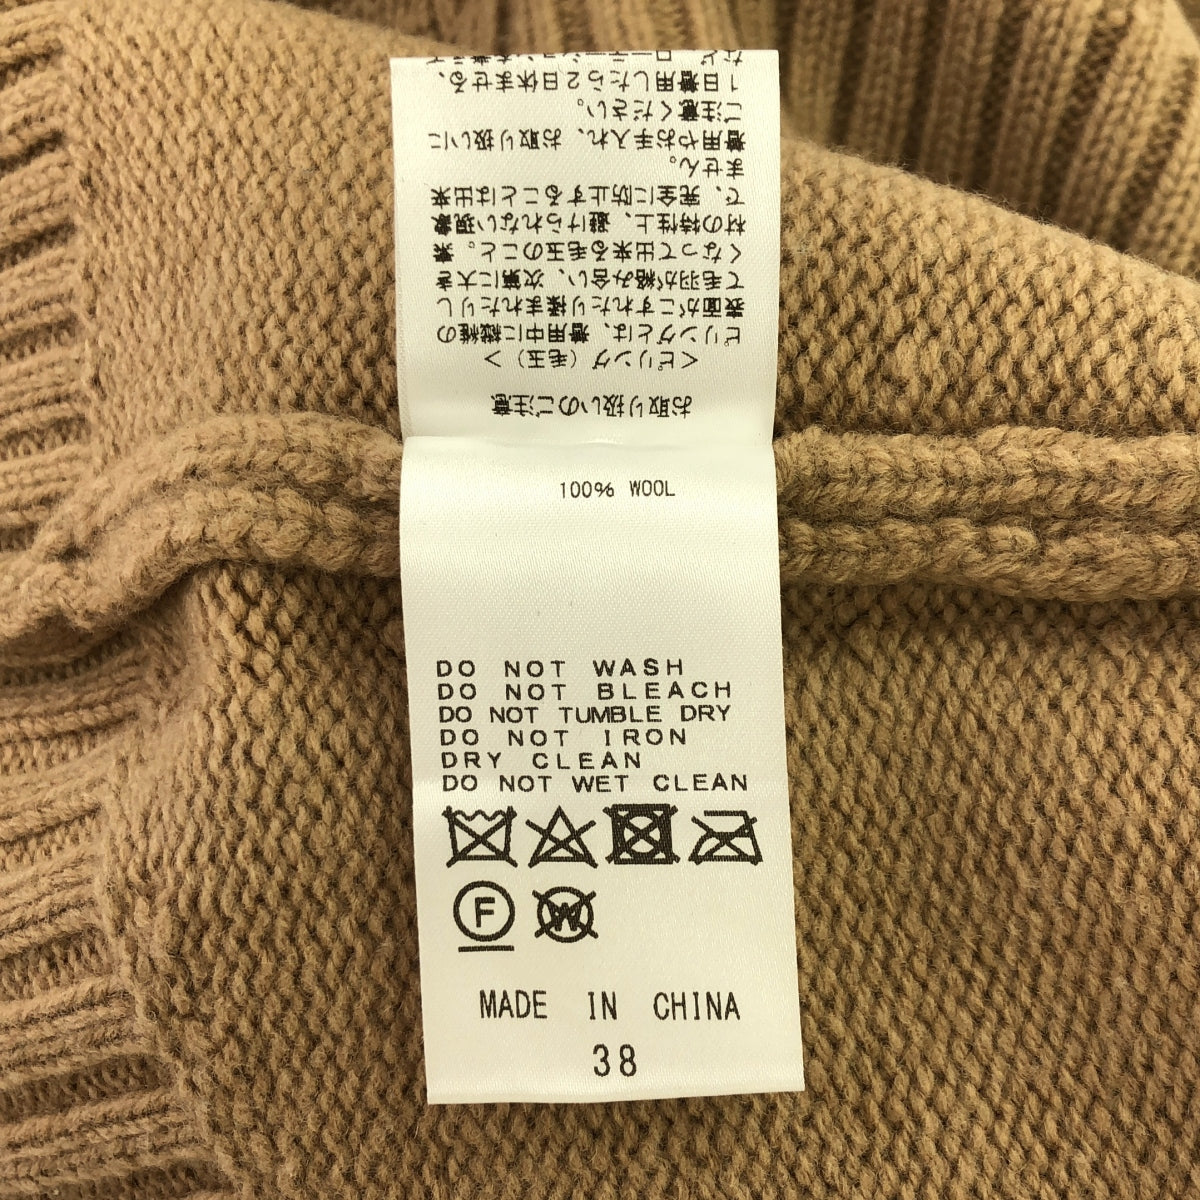 お取り扱いのご注意
<ピリング（毛玉）>
ピリングとは、着用中に繊維の
表面がこすれたり揉まれたりし
て毛羽が絡み合い、次第に大き
くなって出来る毛玉のこと。素
材の特性上、避けられない現象
で、完全に防止することは出来
ません。
着用やお手入れ、お取り扱いに
ご注意ください。
１日着用したら２日休ませる、
など
100% WOOL
DO NOT WASH
DO NOT BLEACH
DO NOT TUMBLE DRY
DO NOT IRON
DRY CLEAN
DO NOT WET CLEAN
F W
MADE IN CHINA
38